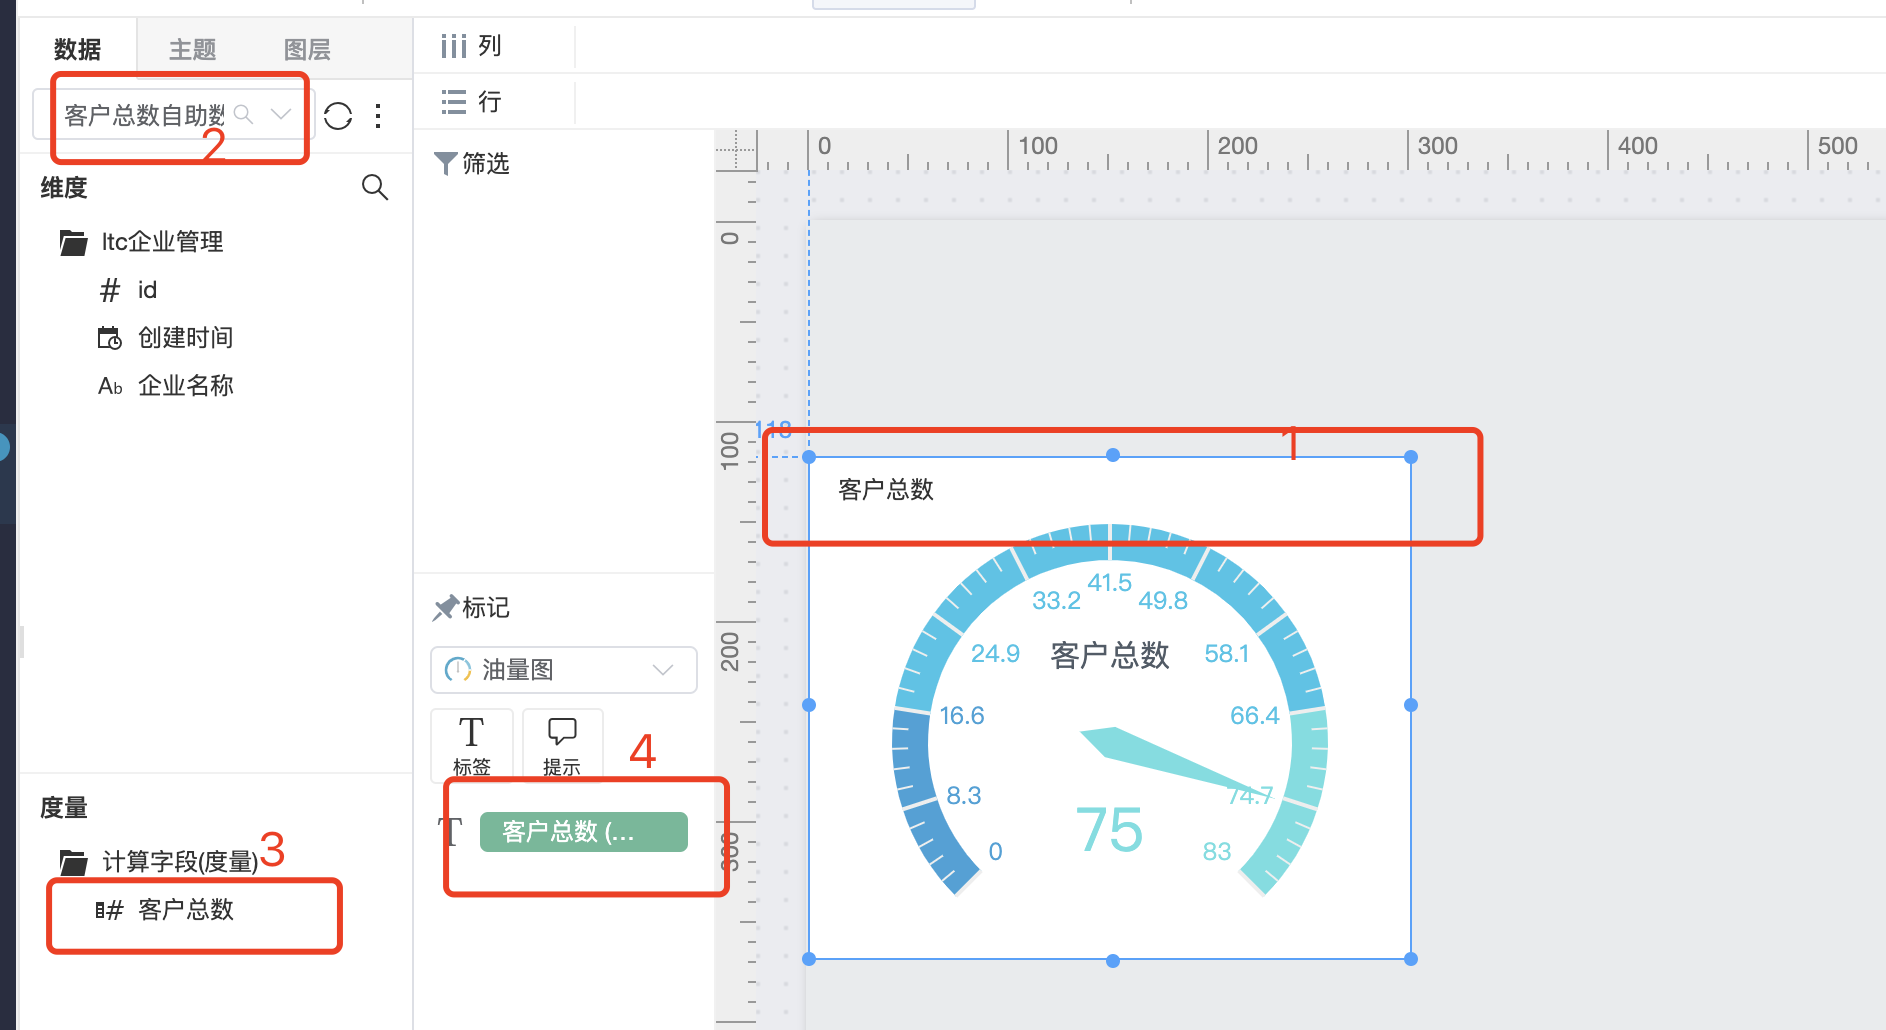 数据
主题
图层
客户总数自助数
2
维度
ltc企业管理
# id
创建时间
Ab 企业名称
度量
计算字段(度量)
3
# 客户总数
列
行
筛选
标记
油量图
T
标签
提示
4
T
客户总数 (...
0
100
200
300
400
500
0
100
200
300
118
1
客户总数
41.5
33.2
49.8
24.9
客户总数
58.1
16.6
66.4
8.3
74.7
75
0
83